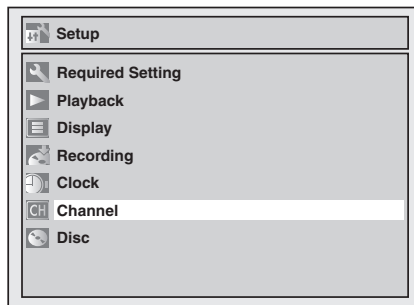 Setup
Required Setting
Playback
Display
Recording
Clock
CH Channel
Disc